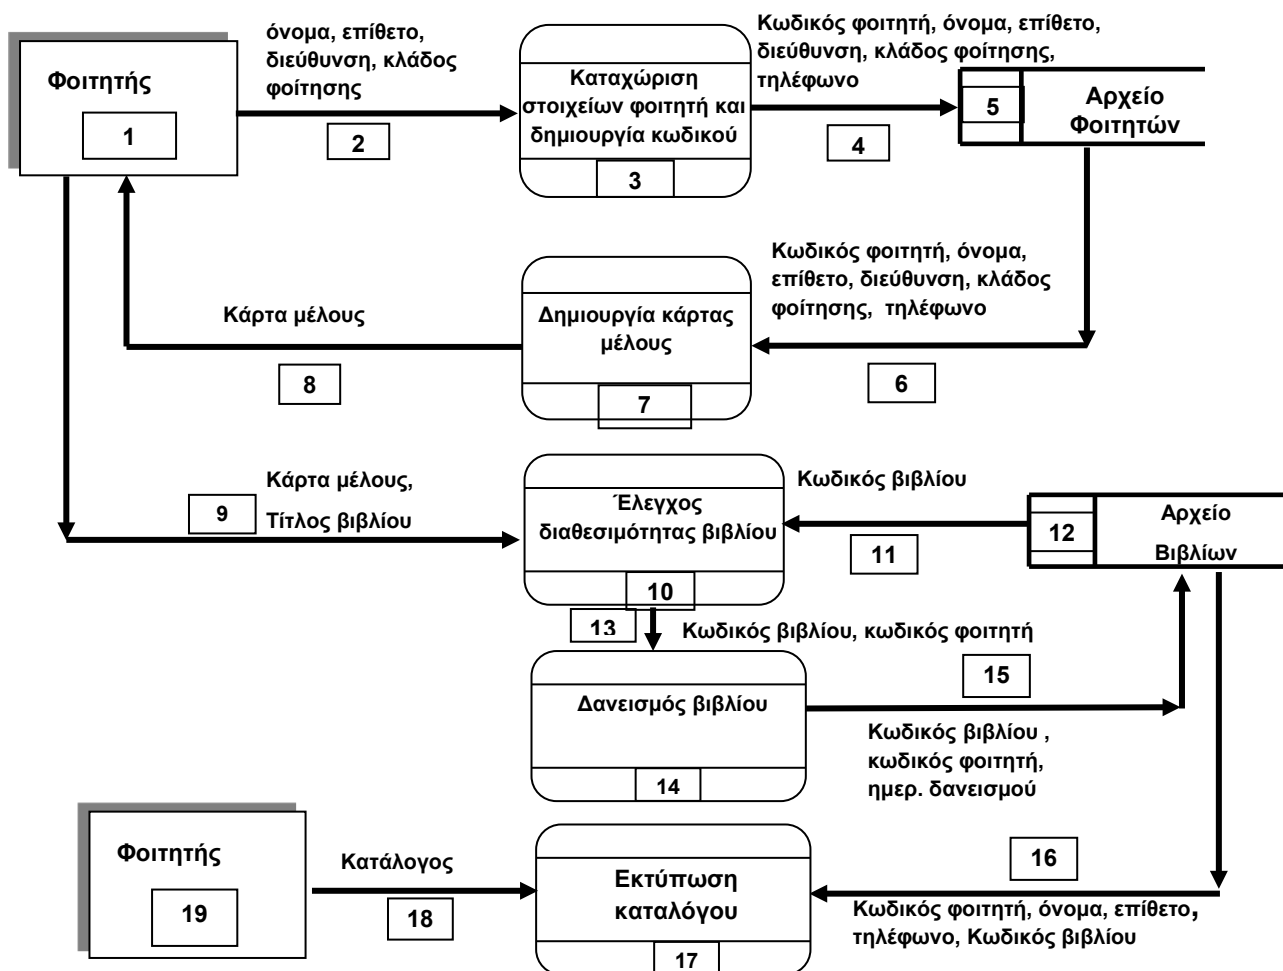 όνομα, επίθετο,
διεύθυνση, κλάδος
φοίτησης
Κωδικός φοιτητή, όνομα, επίθετο,
διεύθυνση, κλάδος φοίτησης,
τηλέφωνο
Φοιτητής
1
2
Καταχώριση
στοιχείων φοιτητή και
δημιουργία κωδικού
3
4
5
Αρχείο
Φοιτητών
Κωδικός φοιτητή, όνομα,
επίθετο, διεύθυνση, κλάδος
φοίτησης, τηλέφωνο
Κάρτα μέλους
8
Δημιουργία κάρτας
μέλους
7
6
Κάρτα μέλους,
Τίτλος βιβλίου
9
Έλεγχος
διαθεσιμότητας βιβλίου
10
Κωδικός βιβλίου
11
12
Αρχείο
Βιβλίων
13
Κωδικός βιβλίου, κωδικός φοιτητή
Δανεισμός βιβλίου
14
15
Κωδικός βιβλίου ,
κωδικός φοιτητή,
ημερ. δανεισμού
Φοιτητής
19
Κατάλογος
18
Εκτύπωση
καταλόγου
17
16
Κωδικός φοιτητή, όνομα, επίθετο,
τηλέφωνο, Κωδικός βιβλίου